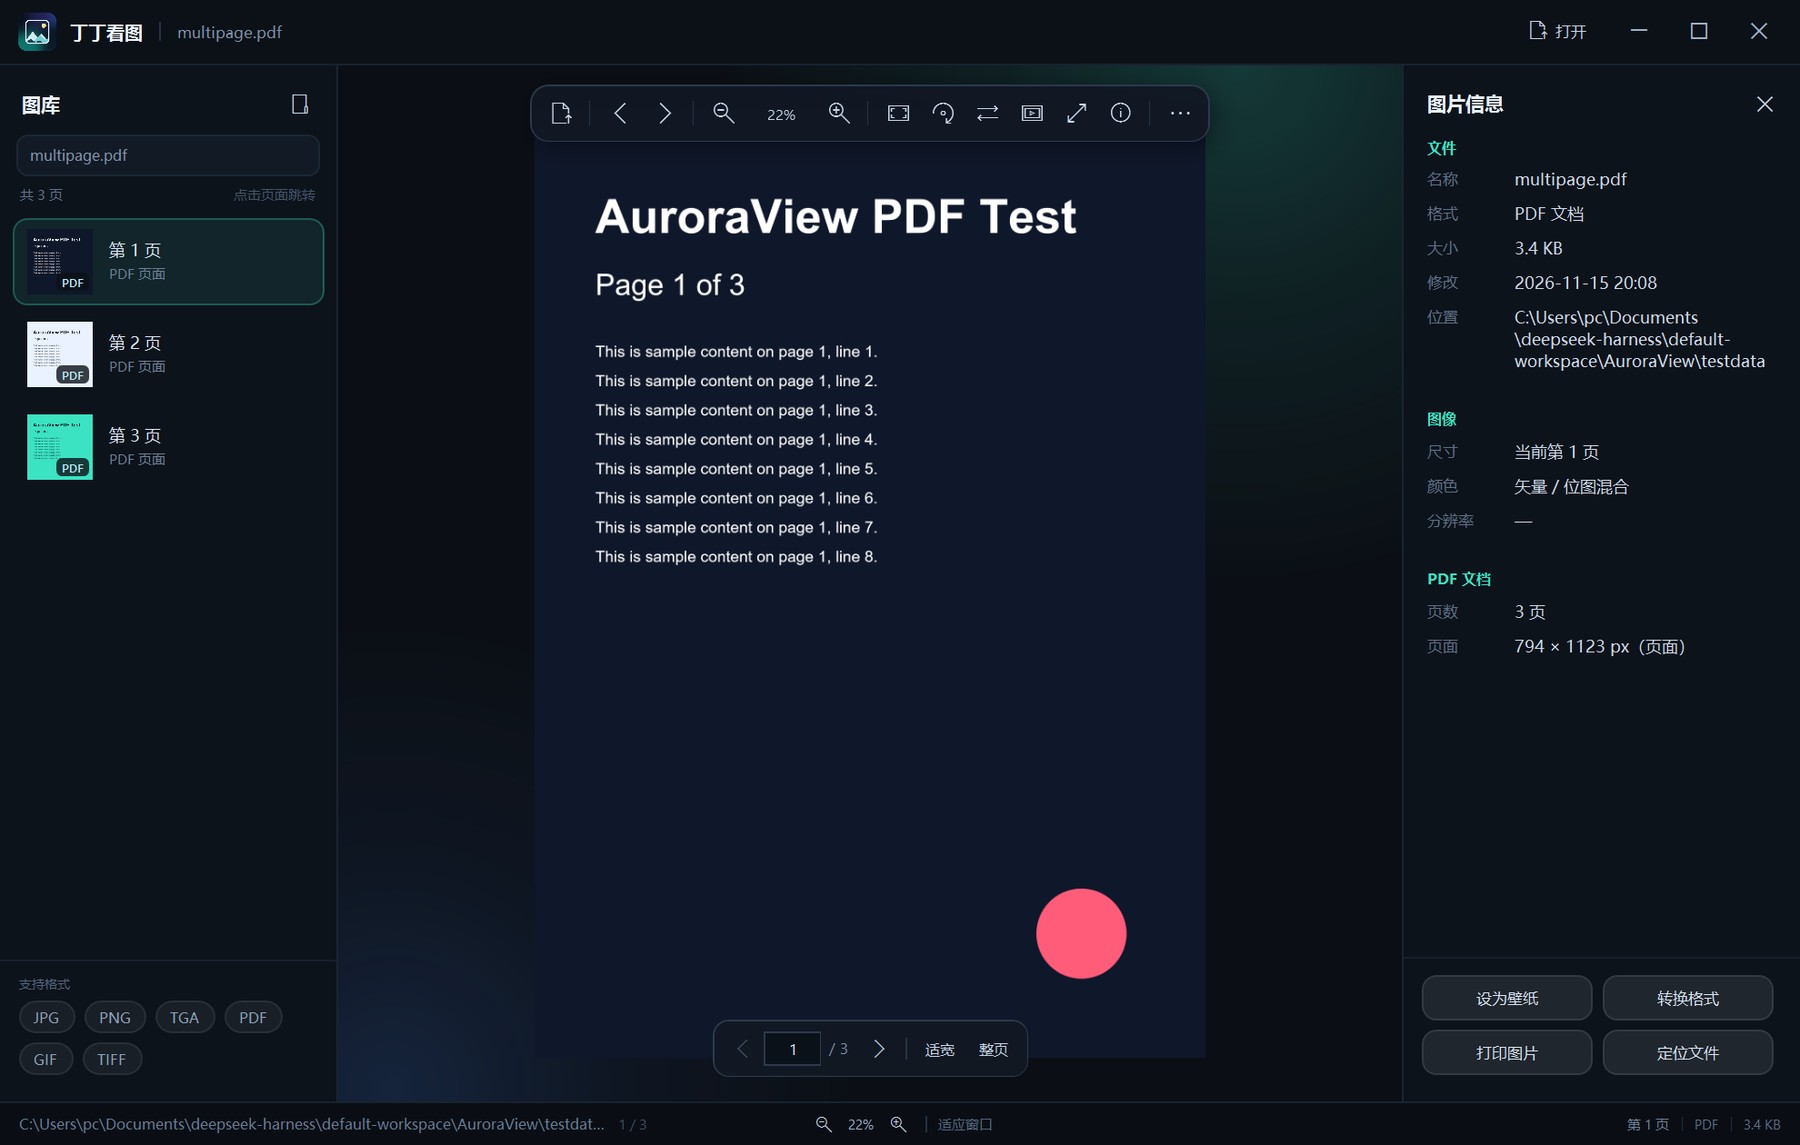 丁丁看图
multipage.pdf
打开
图库
multipage.pdf
共 3 页
点击页面跳转
第 1 页
PDF 页面
PDF
第 2 页
PDF 页面
PDF
第 3 页
PDF 页面
PDF
支持格式
JPG
PNG
TGA
PDF
GIF
TIFF
22%
AuroraView PDF Test
Page 1 of 3
This is sample content on page 1, line 1.
This is sample content on page 1, line 2.
This is sample content on page 1, line 3.
This is sample content on page 1, line 4.
This is sample content on page 1, line 5.
This is sample content on page 1, line 6.
This is sample content on page 1, line 7.
This is sample content on page 1, line 8.
1 / 3
适宽
整页
图片信息
文件
名称 multipage.pdf
格式 PDF 文档
大小 3.4 KB
修改 2026-11-15 20:08
位置 C:\Users\pc\Documents
\deepseek-harness\default-
workspace\AuroraView\testdata
图像
尺寸 当前第 1 页
颜色 矢量 / 位图混合
分辨率 —
PDF 文档
页数 3 页
页面 794 × 1123 px（页面）
设为壁纸
转换格式
打印图片
定位文件
C:\Users\pc\Documents\deepseek-harness\default-workspace\AuroraView\testdat...
1 / 3
22%
适应窗口
第 1 页
PDF
3.4 KB